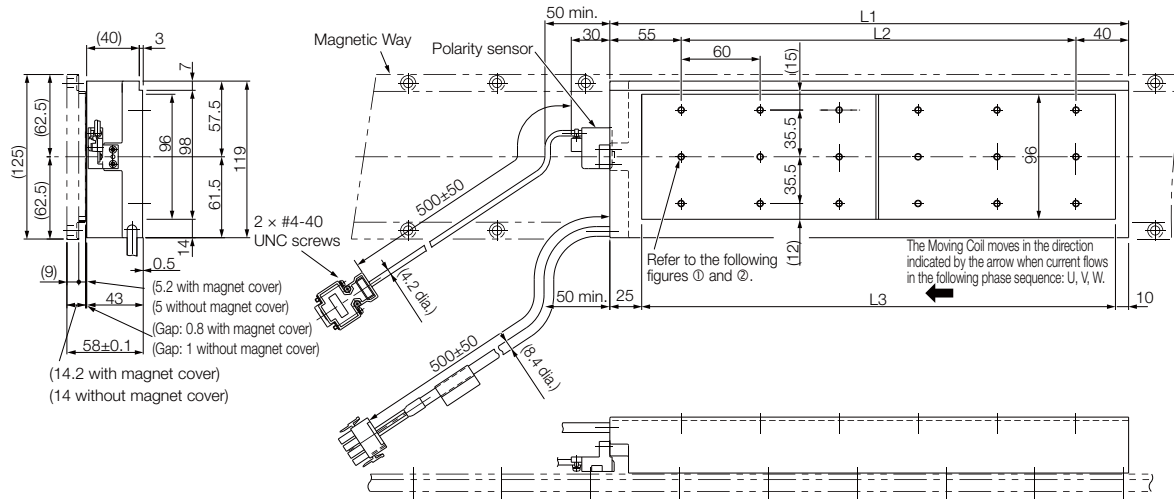 50 min.
L1
(40)
3
30
55
L2
40
Magnetic Way
Polarity sensor
60
7
(15)
(125)
(62.5)
(62.5)
96
98
57.5
61.5
119
14
35.5
35.5
96
(12)
500±50
2 × #4-40
UNC screws
(4.2 dia.)
Refer to the following
figures ① and ②.
The Moving Coil moves in the direction
indicated by the arrow when current flows
in the following phase sequence: U, V, W.
0.5
(9)
(5.2 with magnet cover)
(5 without magnet cover)
43
(Gap: 0.8 with magnet cover)
(Gap: 1 without magnet cover)
58±0.1
(14.2 with magnet cover)
(14 without magnet cover)
50 min.
25
L3
10
500±50
(8.4 dia.)